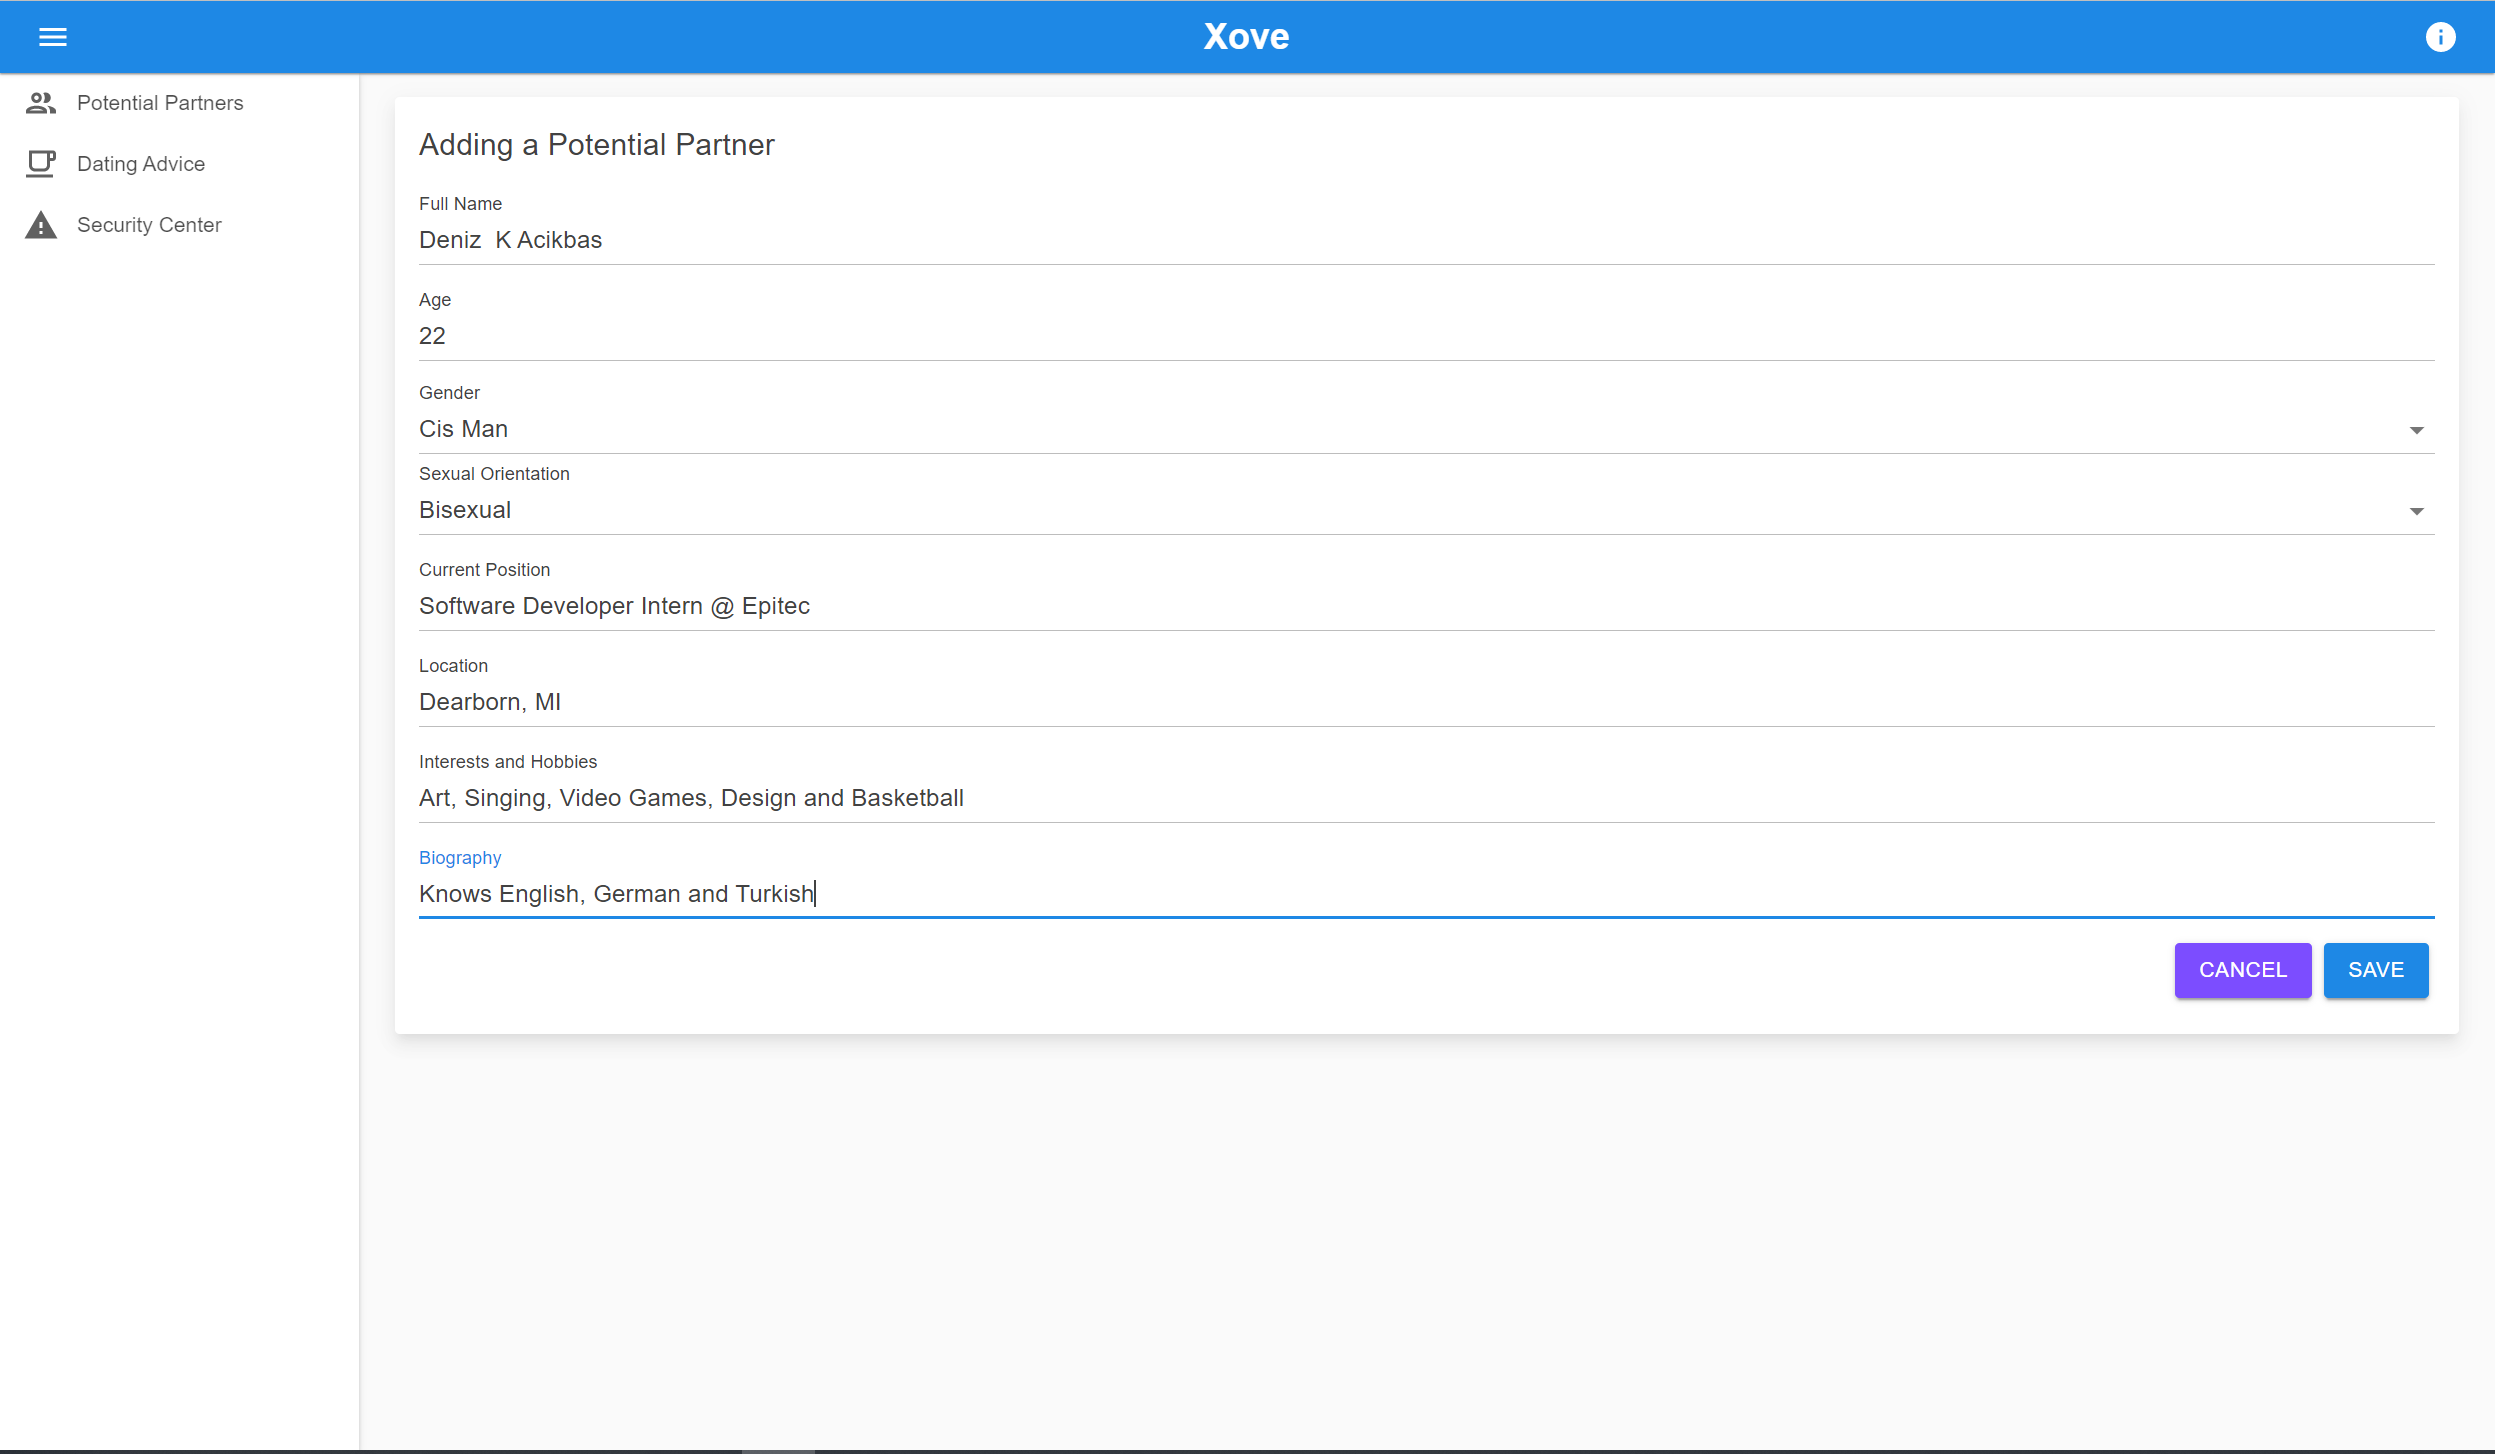 Xove
Potential Partners
Dating Advice
Security Center
Adding a Potential Partner
Full Name
Deniz  K Acikbas
Age
22
Gender
Cis Man
Sexual Orientation
Bisexual
Current Position
Software Developer Intern @ Epitec
Location
Dearborn, MI
Interests and Hobbies
Art, Singing, Video Games, Design and Basketball
Biography
Knows English, German and Turkish
CANCEL SAVE